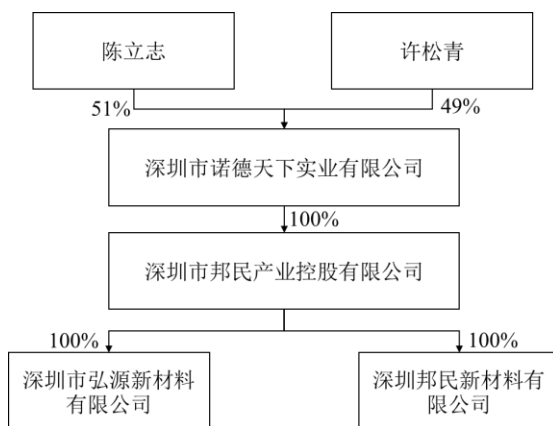 陈立志
许松青
51%
49%
深圳市诺德天下实业有限公司
100%
深圳市邦民产业控股有限公司
100%
100%
深圳市弘源新材料
有限公司
深圳邦民新材料有
限公司